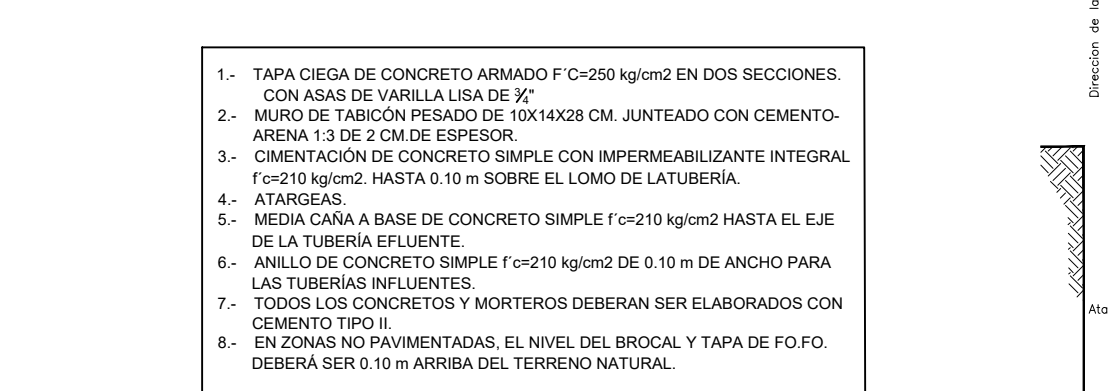 1.- TAPA CIEGA DE CONCRETO ARMADO F´C=250 kg/cm2 EN DOS SECCIONES.
CON ASAS DE VARILLA LISA DE ¾"
2.- MURO DE TABICÓN PESADO DE 10X14X28 CM. JUNTEADO CON CEMENTO-
ARENA 1:3 DE 2 CM.DE ESPESOR.
3.- CIMENTACIÓN DE CONCRETO SIMPLE CON IMPERMEABILIZANTE INTEGRAL
f´c=210 kg/cm2. HASTA 0.10 m SOBRE EL LOMO DE LATUBERÍA.
4.- ATARGEAS.
5.- MEDIA CAÑA A BASE DE CONCRETO SIMPLE f´c=210 kg/cm2 HASTA EL EJE
DE LA TUBERÍA EFLUENTE.
6.- ANILLO DE CONCRETO SIMPLE f´c=210 kg/cm2 DE 0.10 m DE ANCHO PARA
LAS TUBERÍAS INFLUENTES.
7.- TODOS LOS CONCRETOS Y MORTEROS DEBERAN SER ELABORADOS CON
CEMENTO TIPO II.
8.- EN ZONAS NO PAVIMENTADAS, EL NIVEL DEL BROCAL Y TAPA DE FO.FO.
DEBERÁ SER 0.10 m ARRIBA DEL TERRENO NATURAL.
Direccion de la
Ata